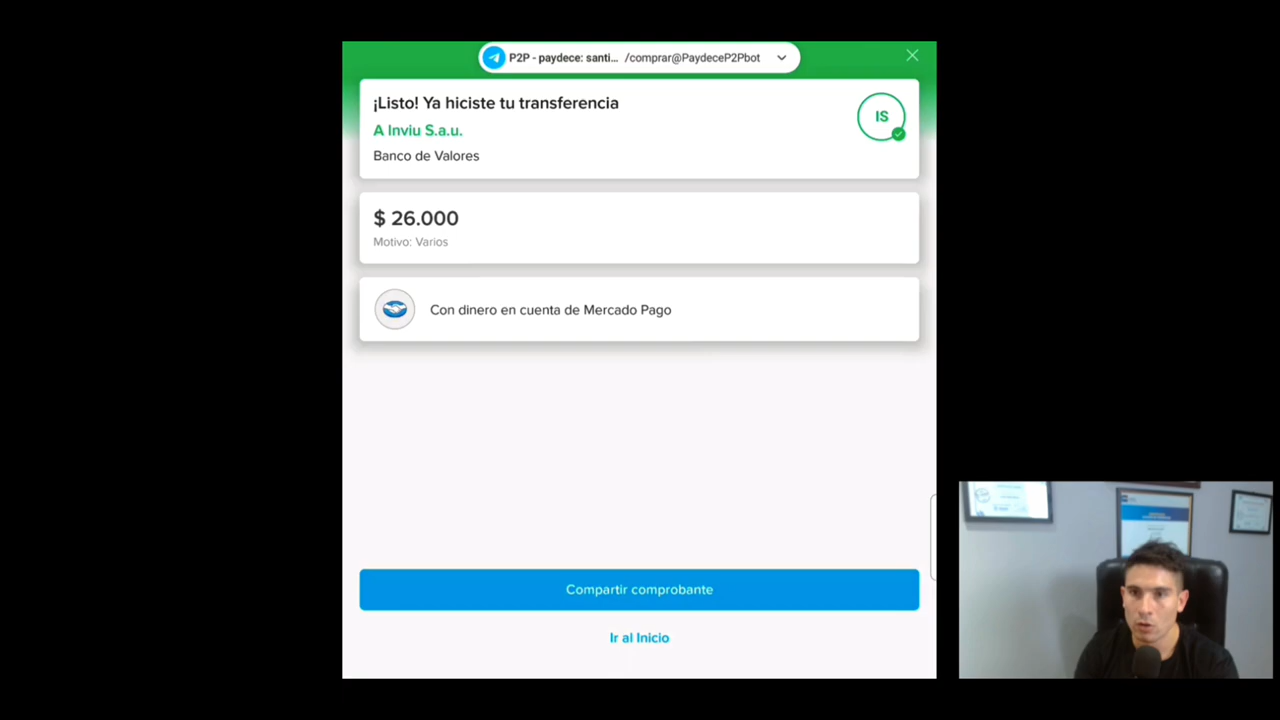 P2P - paydece: santi... /comprar@PaydeceP2Pbot
¡Listo! Ya hiciste tu transferencia
A Inviu S.a.u.
Banco de Valores
IS
$ 26.000
Motivo: Varios
Con dinero en cuenta de Mercado Pago
Compartir comprobante
Ir al Inicio